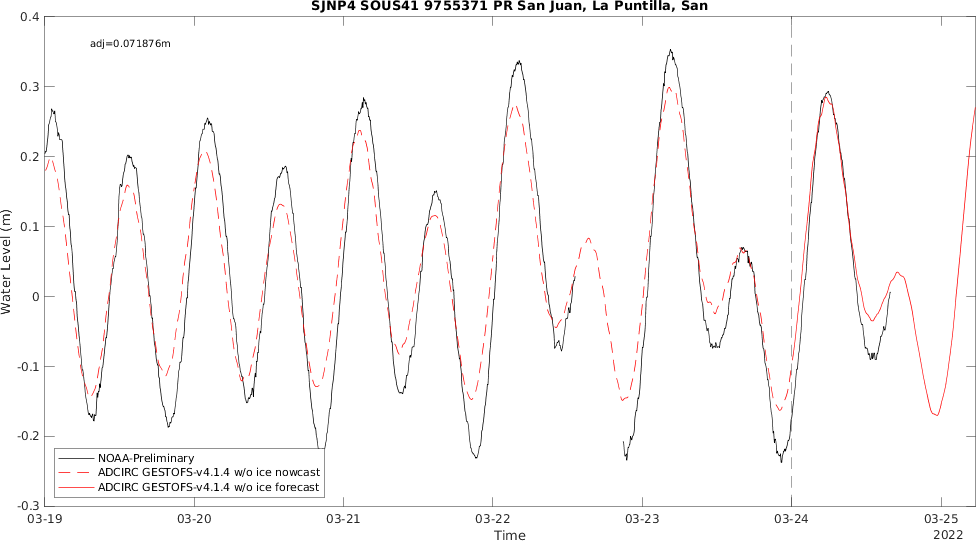 SJNP4 SOUS41 9755371 PR San Juan, La Puntilla, San
adj=0.071876m
0.4
0.3
0.2
0.1
0
-0.1
-0.2
-0.3
Water Level (m)
NOAA-Preliminary
ADCIRC GESTOFS-v4.1.4 w/o ice nowcast
ADCIRC GESTOFS-v4.1.4 w/o ice forecast
03-19 03-20 03-21 03-22 03-23 03-24 03-25
Time
2022